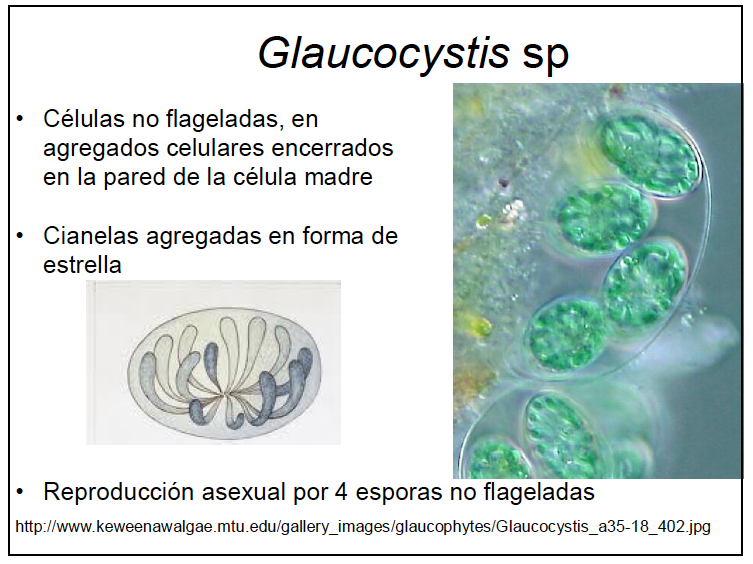 Glaucocystis sp
• Células no flageladas, en
agregados celulares encerrados
en la pared de la célula madre
• Cianelas agregadas en forma de
estrella
• Reproducción asexual por 4 esporas no flageladas
http://www.keweenawalgae.mtu.edu/gallery_images/glaucophytes/Glaucocystis_a35-18_402.jpg